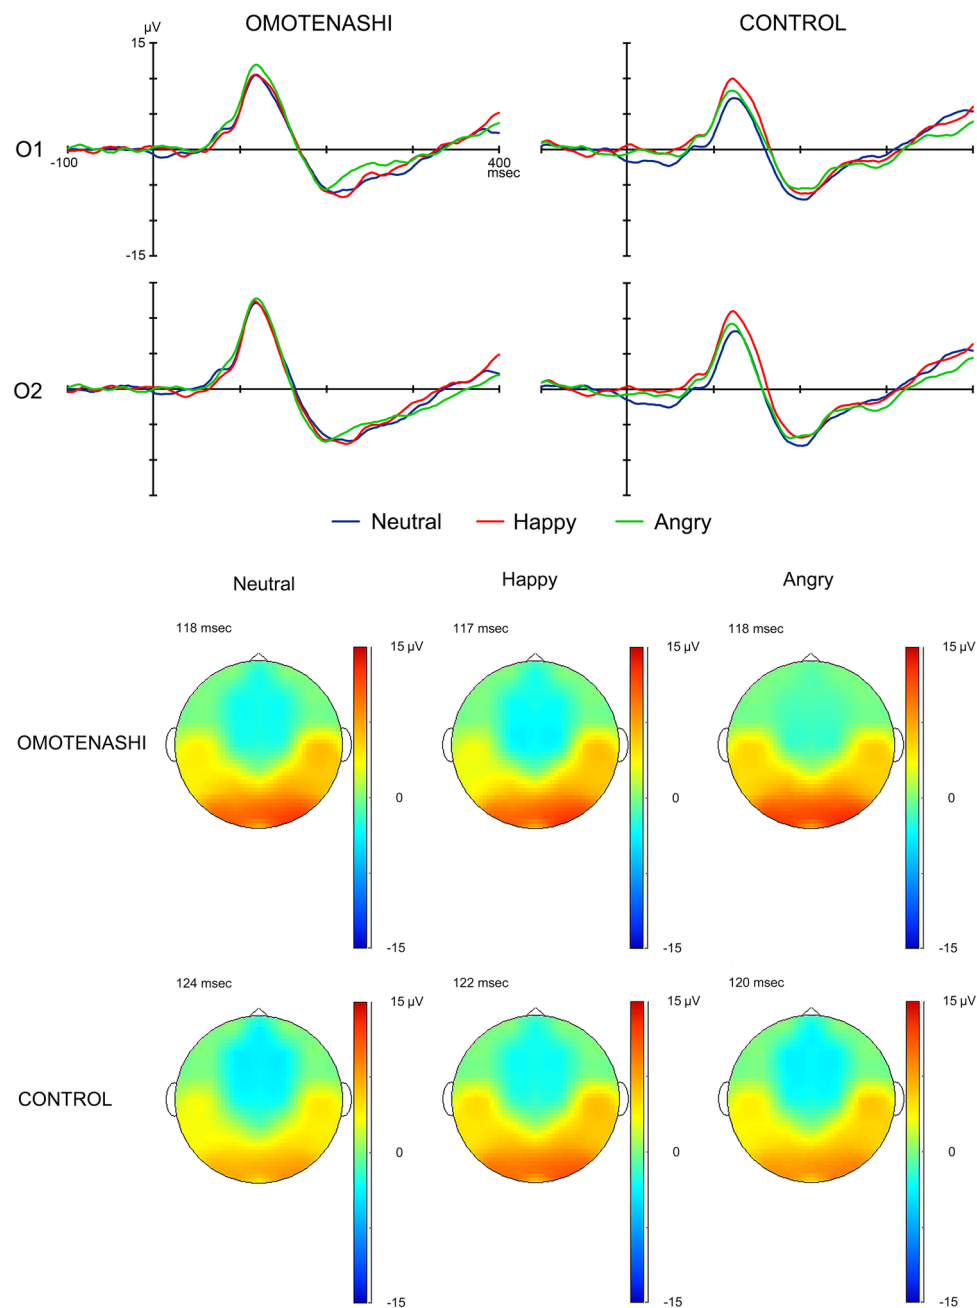 OMOTENASHI CONTROL
µV
15
O1
-100
400
msec
-15
O2
Neutral Happy Angry
Neutral Happy Angry
118 msec 117 msec 118 msec
15 µV 15 µV 15 µV
OMOTENASHI
0 0 0
-15 -15 -15
124 msec 122 msec 120 msec
15 µV 15 µV 15 µV
CONTROL
0 0 0
-15 -15 -15